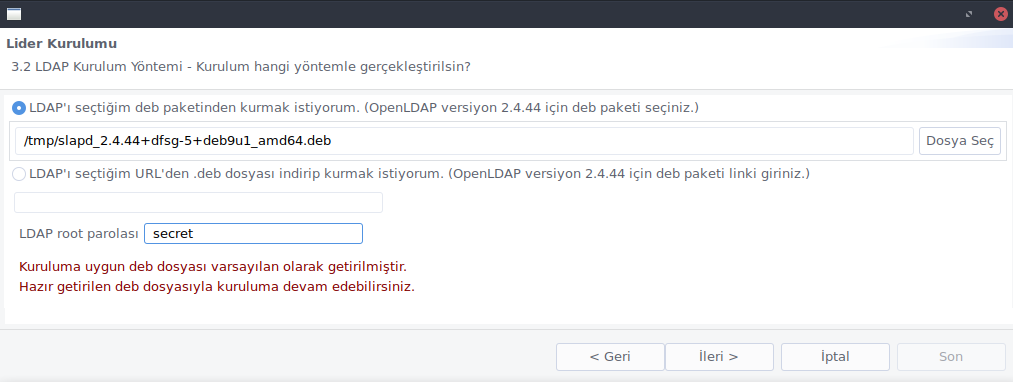 Lider Kurulumu
3.2 LDAP Kurulum Yöntemi - Kurulum hangi yöntemle gerçekleştirilsin?
LDAP'ı seçtiğim deb paketinden kurmak istiyorum. (OpenLDAP versiyon 2.4.44 için deb paketi seçiniz.)
/tmp/slapd_2.4.44+dfsg-5+deb9u1_amd64.deb Dosya Seç
LDAP'ı seçtiğim URL'den .deb dosyası indirip kurmak istiyorum. (OpenLDAP versiyon 2.4.44 için deb paketi linki giriniz.)
LDAP root parolası secret
Kuruluma uygun deb dosyası varsayılan olarak getirilmiştir.
Hazır getirilen deb dosyasıyla kuruluma devam edebilirsiniz.
< Geri İleri > İptal Son